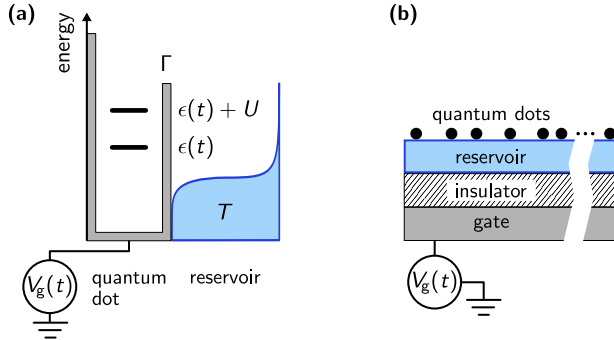 (a)
energy
Γ
ϵ(t) + U
ϵ(t)
T
V_g(t)
quantum dot
reservoir
(b)
quantum dots
...
reservoir
insulator
gate
V_g(t)